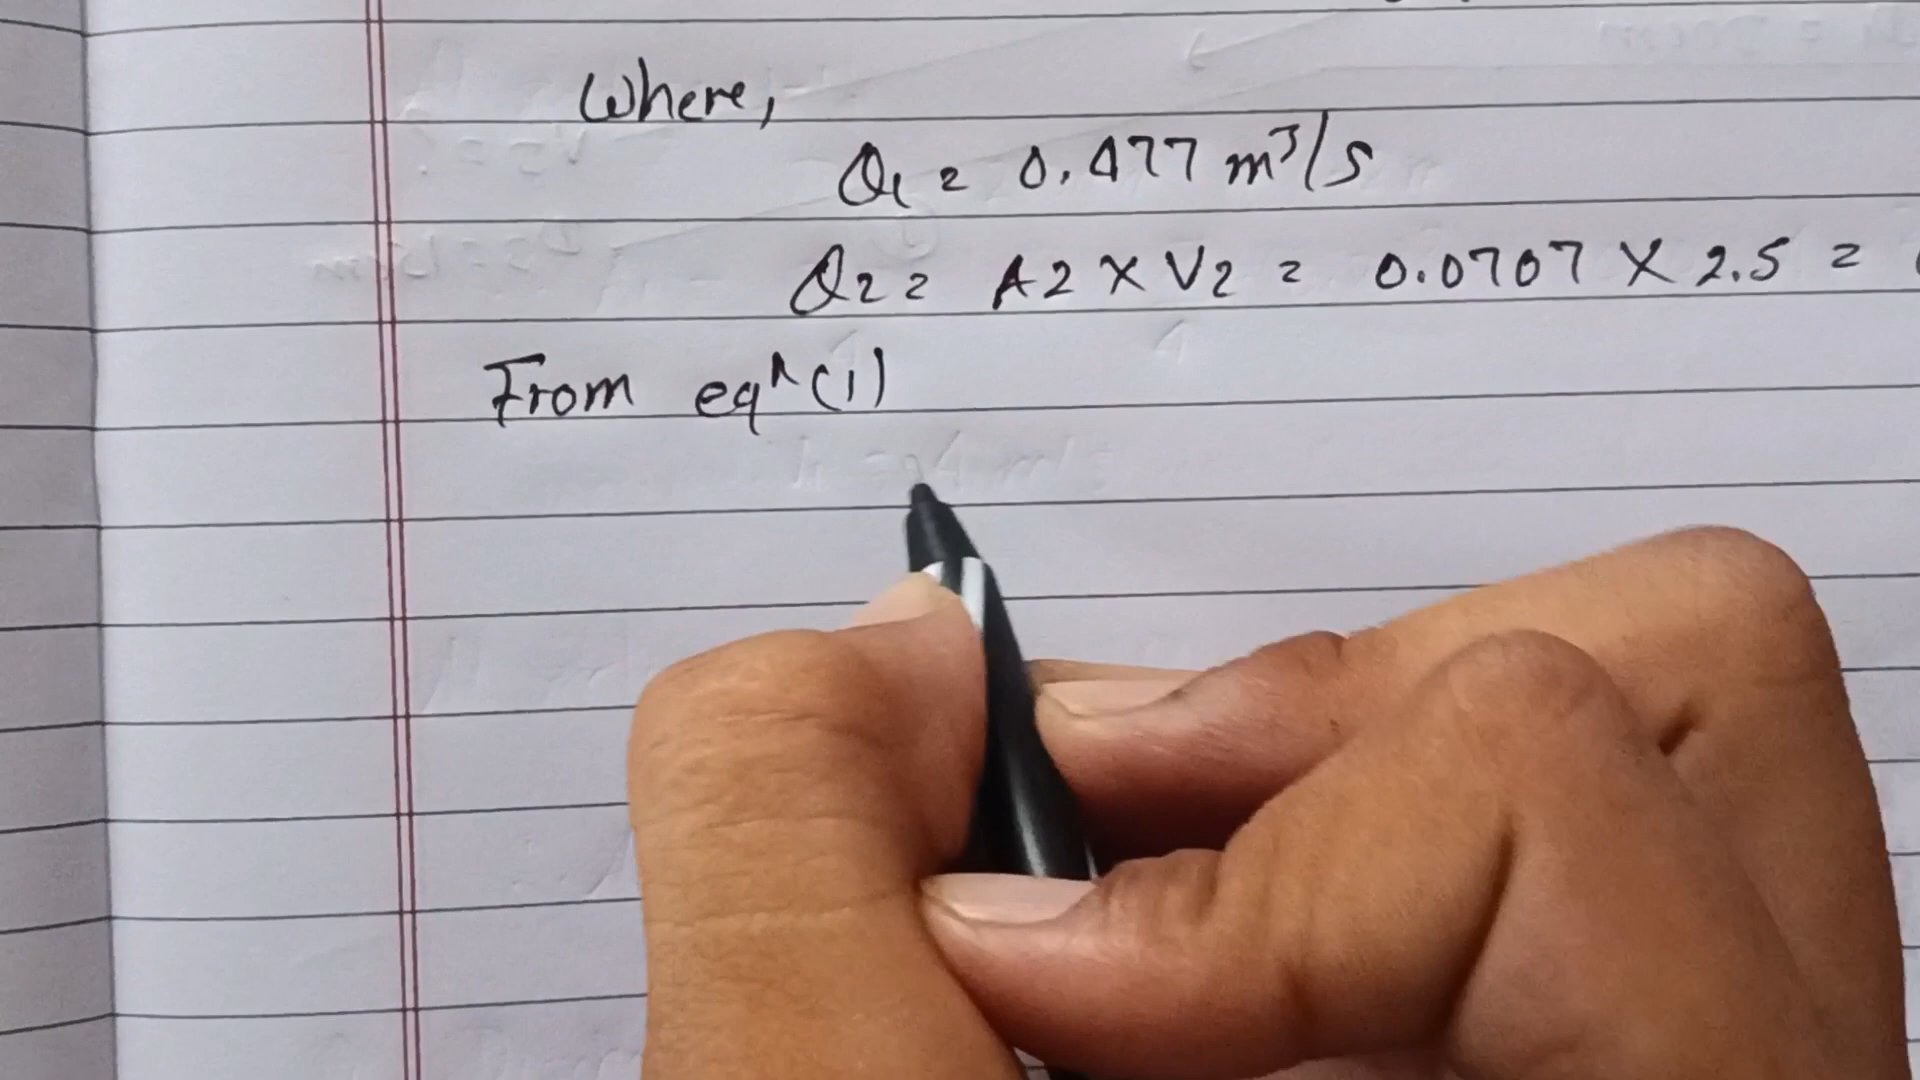 Where,
Q1 = 0.477 m³/s
Q2 = A2 × V2 = 0.0707 × 2.5 =
From eqⁿ(1)